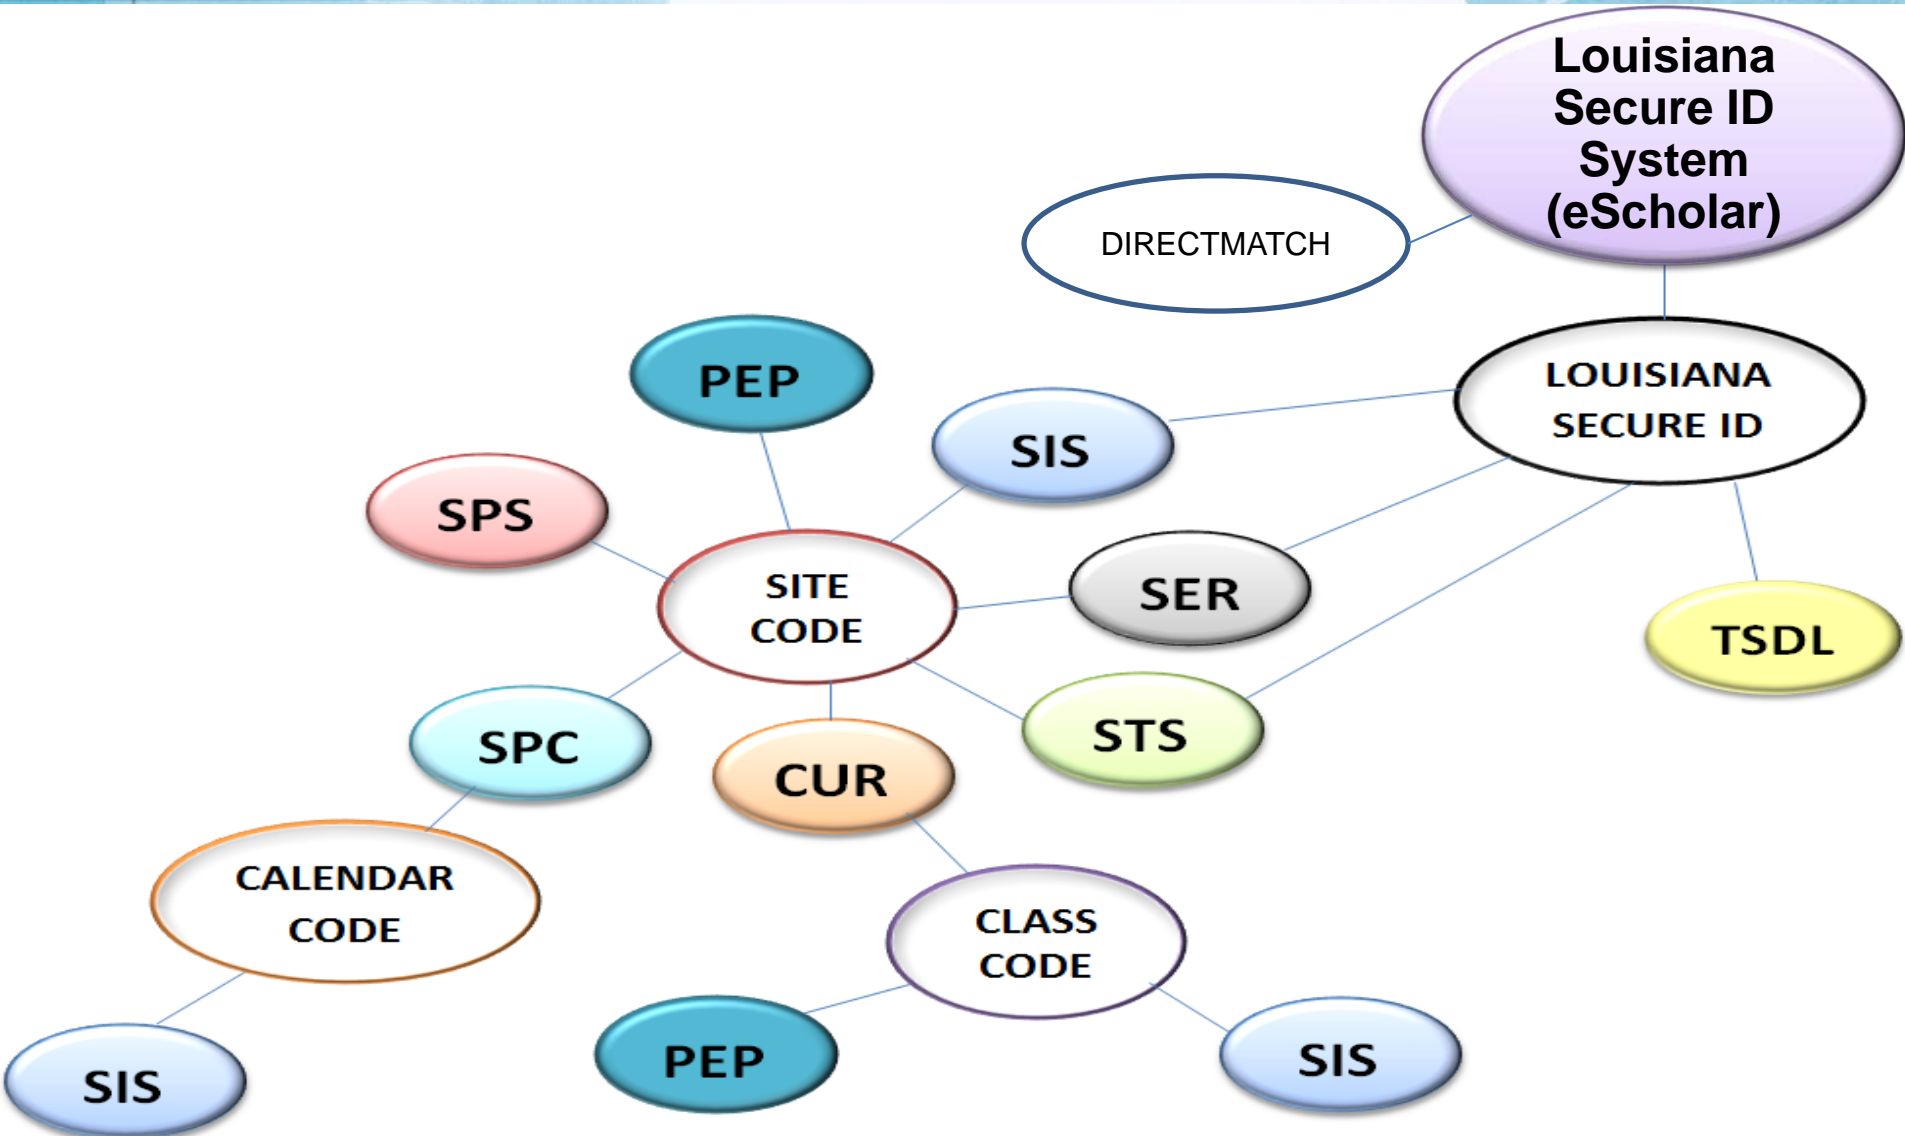 Louisiana
Secure ID
System
(eScholar)
DIRECTMATCH
LOUISIANA
SECURE ID
PEP
SIS
SPS
SITE
CODE
SER
TSDL
SPC
CUR
STS
CALENDAR
CODE
CLASS
CODE
SIS
PEP
SIS